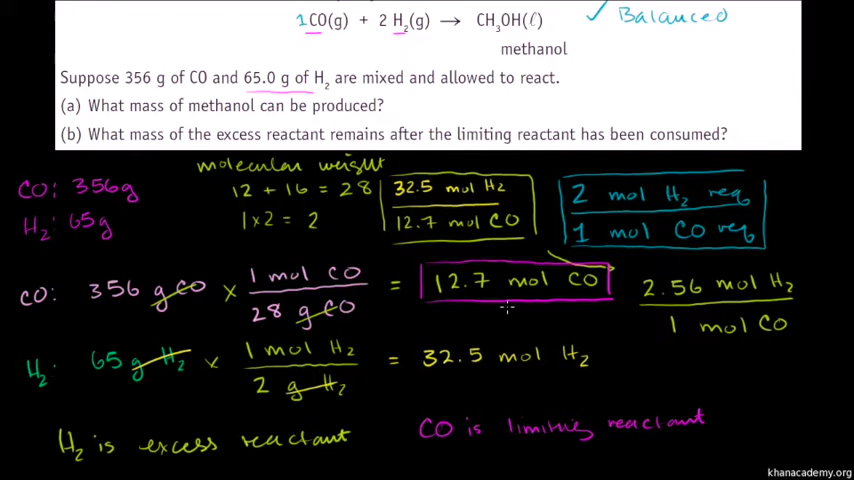 1CO(g) + 2 H₂(g) → CH₃OH(ℓ) ✓ Balanced
methanol
Suppose 356 g of CO and 65.0 g of H₂ are mixed and allowed to react.
(a) What mass of methanol can be produced?
(b) What mass of the excess reactant remains after the limiting reactant has been consumed?
molecular weight
CO: 356g
12 + 16 = 28
32.5 mol H₂
12.7 mol CO
2 mol H₂ req
1 mol CO req
H₂: 65g
1 x 2 = 2
CO: 356 g CO x 1 mol CO / 28 g CO = 12.7 mol CO
2.56 mol H₂
1 mol CO
H₂: 65 g H₂ x 1 mol H₂ / 2 g H₂ = 32.5 mol H₂
H₂ is excess reactant
CO is limiting reactant
khanacademy.org